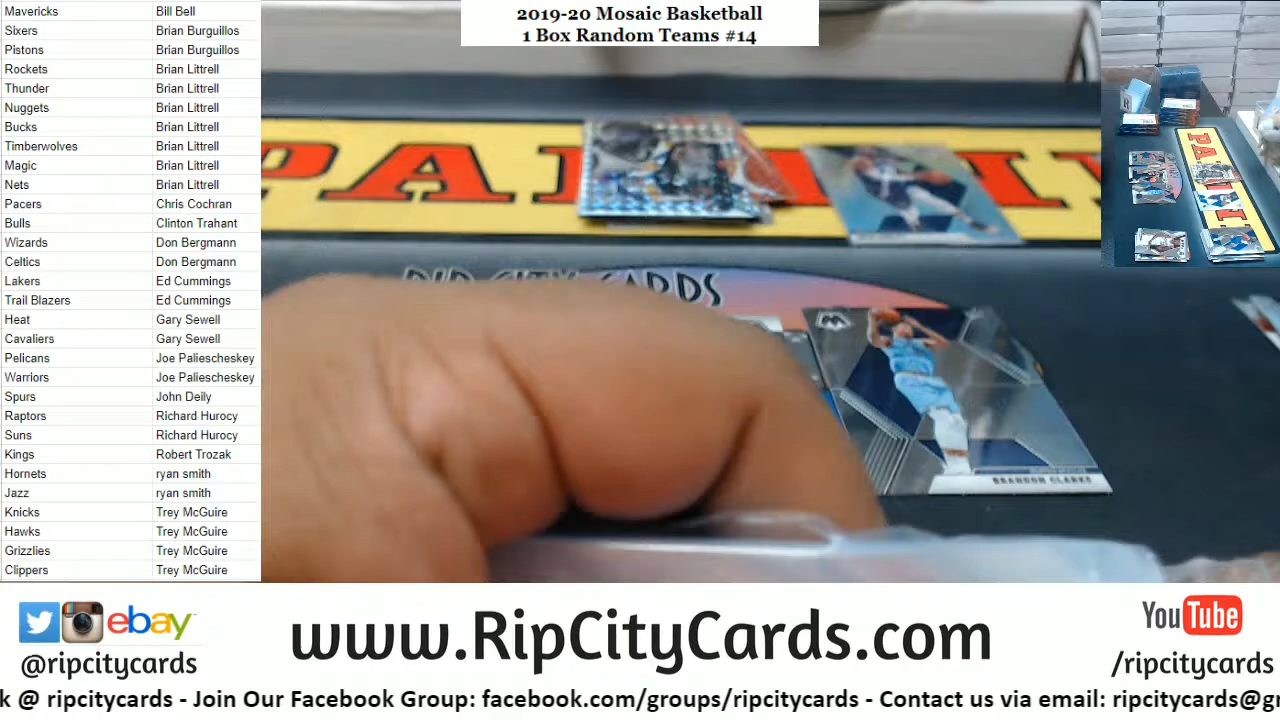 Mavericks Bill Bell
SIxers Brian Burguillos
Pistons Brian Burguillos
Rockets Brian Littrell
Thunder Brian Littrell
Nuggets Brian Littrell
Bucks Brian Littrell
Timberwolves Brian Littrell
Magic Brian Littrell
Nets Brian Littrell
Pacers Chris Cochran
Bulls Clinton Trahant
Wizards Don Bergmann
Celtics Don Bergmann
Lakers Ed Cummings
Trail Blazers Ed Cummings
Heat Gary Sewell
Cavaliers Gary Sewell
Pelicans Joe Paliescheskey
Warriors Joe Paliescheskey
Spurs John Deily
Raptors Richard Hurocy
Suns Richard Hurocy
Kings Robert Trozak
Hornets ryan smith
Jazz ryan smith
Knicks Trey McGuire
Hawks Trey McGuire
Grizzlies Trey McGuire
Clippers Trey McGuire
2019-20 Mosaic Basketball
1 Box Random Teams #14
PANINI
RIP CITY CARDS
BRANDON CLARKE
ebay
@ripcitycards
www.RipCityCards.com
YouTube
/ripcitycards
k @ ripcitycards - Join Our Facebook Group: facebook.com/groups/ripcitycards - Contact us via email: ripcitycards@g